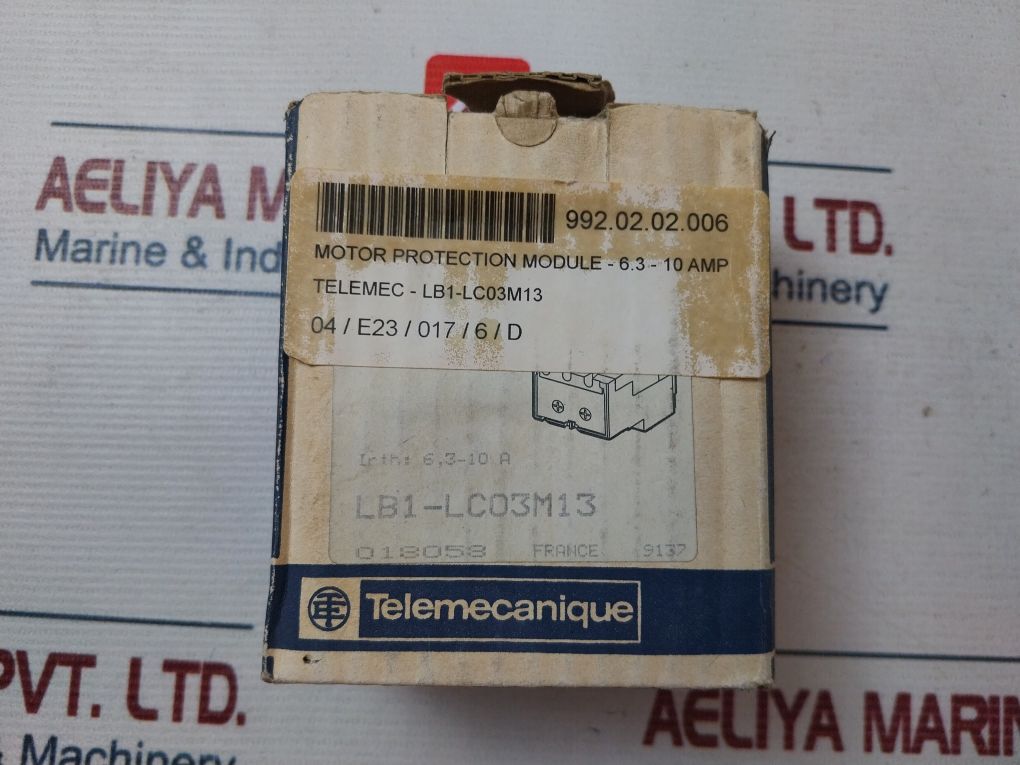 AELIYA M
LTD.
Marine & Ind
hinery
992.02.02.006
MOTOR PROTECTION MODULE - 6.3 - 10 AMP
TELEMEC - LB1-LC03M13
04 / E23 / 017 / 6 / D
Irth: 6,3-10 A
LB1-LC03M13
018058 FRANCE 9137
Telemecanique
PVT. LTD.
& Machinery
AELIYA MARIN
Marine & Indus